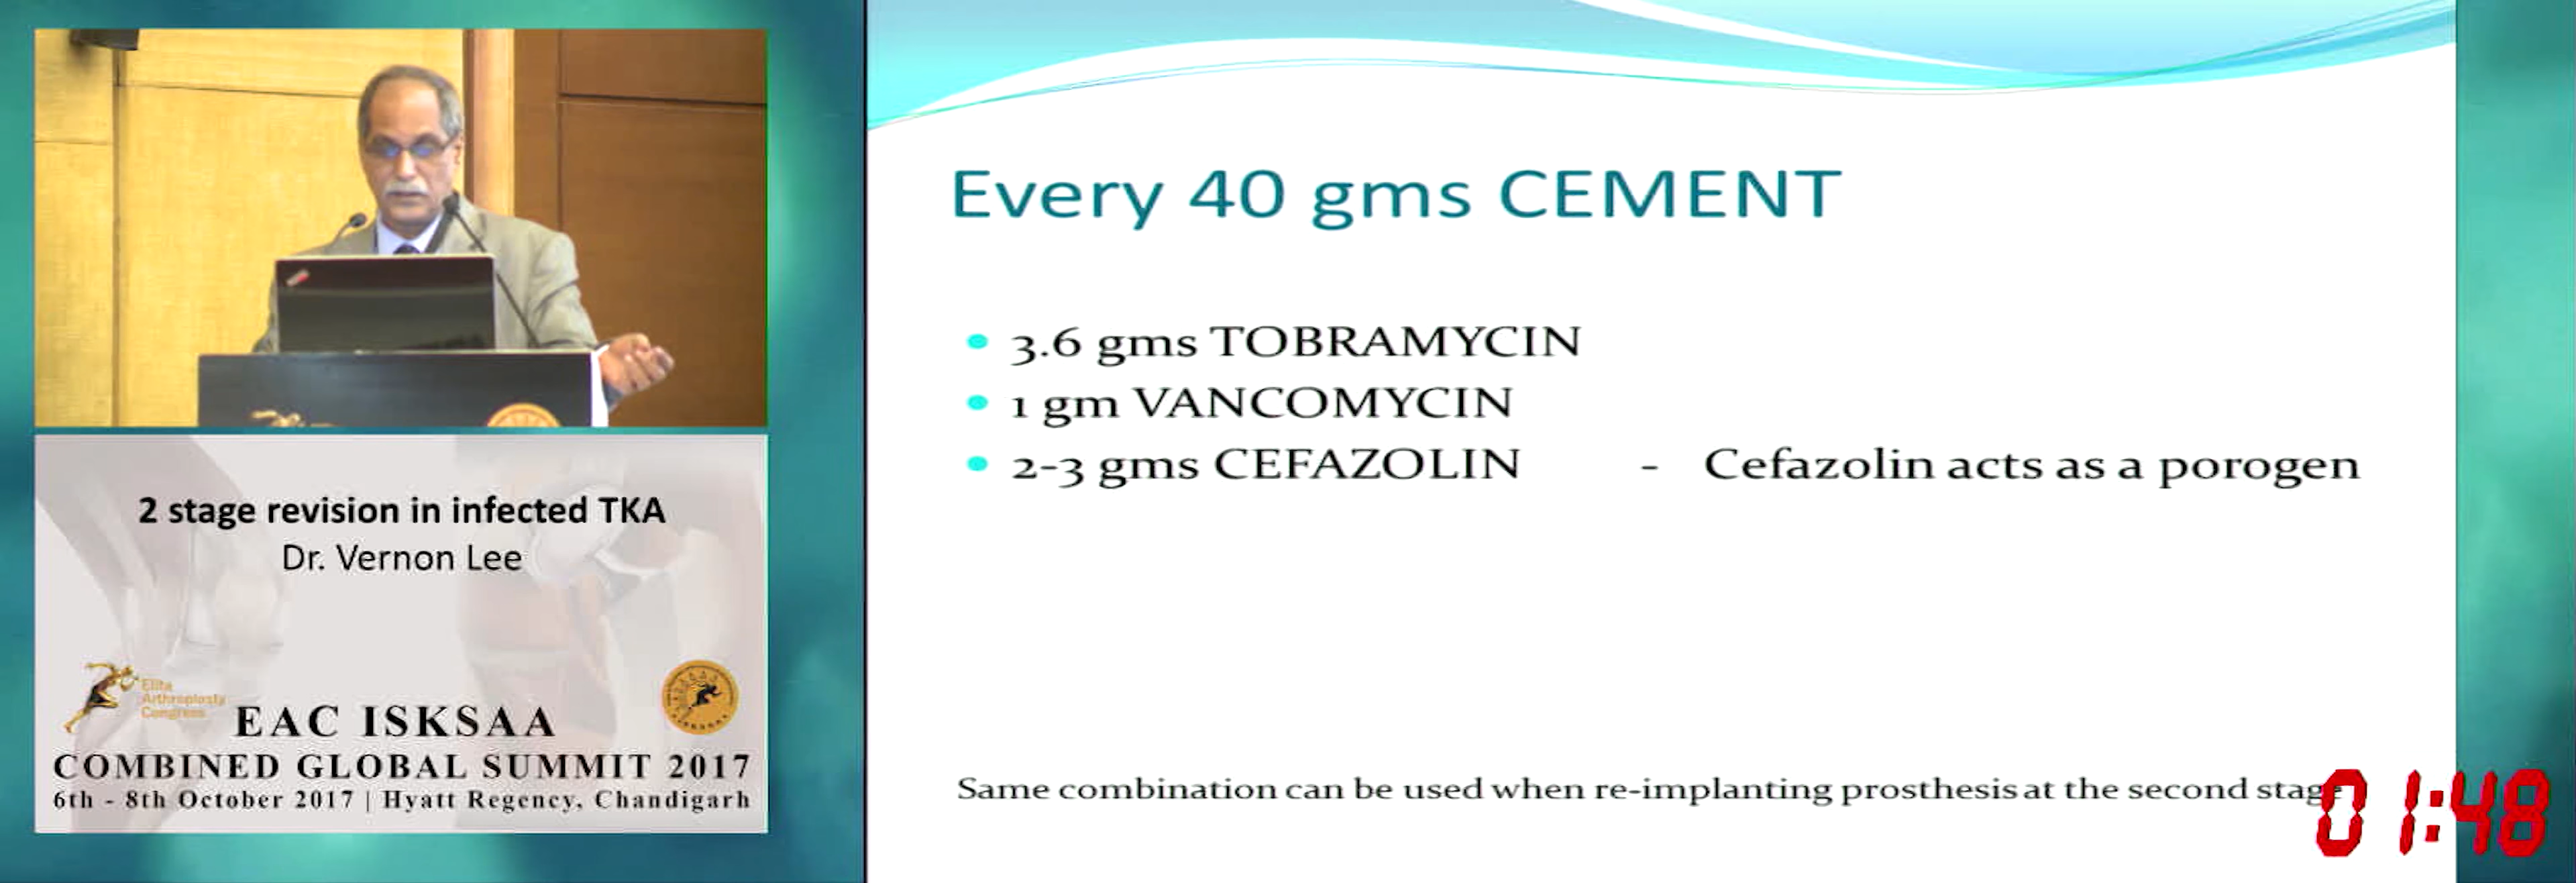 2 stage revision in infected TKA
Dr. Vernon Lee
Elite
Arthroplasty
Congress
EAC ISKSAA
COMBINED GLOBAL SUMMIT 2017
6th - 8th October 2017 | Hyatt Regency, Chandigarh
Every 40 gms CEMENT
• 3.6 gms TOBRAMYCIN
• 1 gm VANCOMYCIN
• 2-3 gms CEFAZOLIN - Cefazolin acts as a porogen
Same combination can be used when re-implanting prosthesis at the second stage
01:48